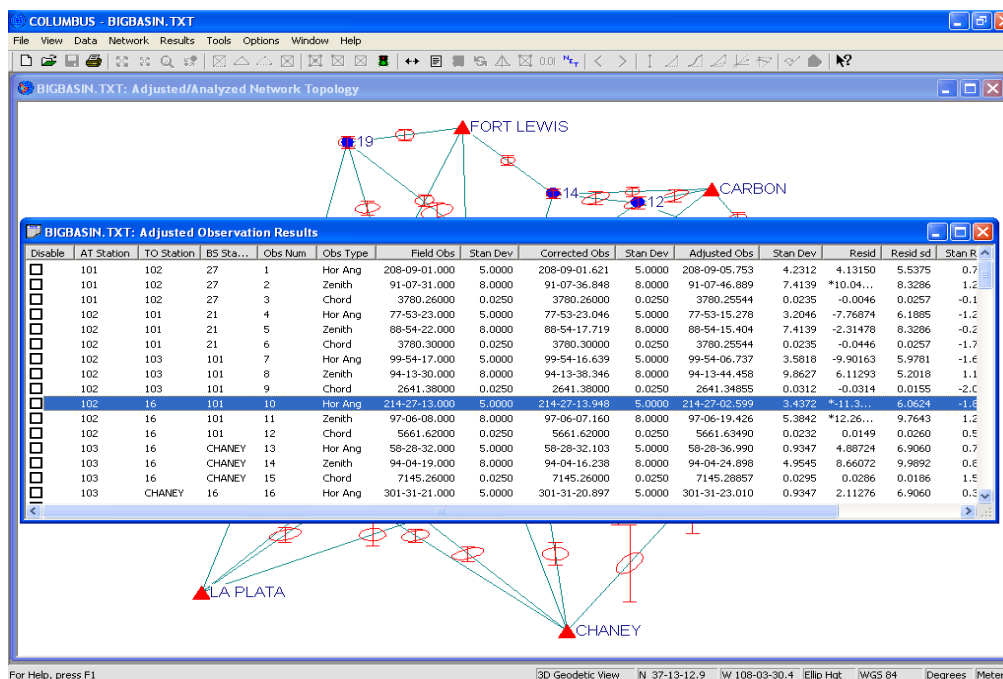 COLUMBUS - BIGBASIN.TXT
File View Data Network Results Tools Options Window Help
0.01 N E T
BIGBASIN.TXT: Adjusted/Analyzed Network Topology
FORT LEWIS
19
14
CARBON
12
BIGBASIN.TXT: Adjusted Observation Results
Disable AT Station TO Station BS Sta... Obs Num Obs Type Field Obs Stan Dev Corrected Obs Stan Dev Adjusted Obs Stan Dev Resid Resid sd Stan R
101 102 27 1 Hor Ang 208-09-01.000 5.0000 208-09-01.621 5.0000 208-09-05.753 4.2312 4.13150 5.5375 0.7
101 102 27 2 Zenith 91-07-31.000 8.0000 91-07-36.848 8.0000 91-07-46.889 7.4139 *10.04... 8.3286 1.2
101 102 27 3 Chord 3780.26000 0.0250 3780.26000 0.0250 3780.25544 0.0235 -0.0046 0.0257 -0.1
102 101 21 4 Hor Ang 77-53-23.000 5.0000 77-53-23.046 5.0000 77-53-15.278 3.2046 -7.76874 6.1885 -1.2
102 101 21 5 Zenith 88-54-22.000 8.0000 88-54-17.719 8.0000 88-54-15.404 7.4139 -2.31478 8.3286 -0.2
102 101 21 6 Chord 3780.30000 0.0250 3780.30000 0.0250 3780.25544 0.0235 -0.0446 0.0257 -1.7
102 103 101 7 Hor Ang 99-54-17.000 5.0000 99-54-16.639 5.0000 99-54-06.737 3.5818 -9.90163 5.9781 -1.6
102 103 101 8 Zenith 94-13-30.000 8.0000 94-13-38.346 8.0000 94-13-44.458 9.8627 6.11293 5.2018 1.1
102 103 101 9 Chord 2641.38000 0.0250 2641.38000 0.0250 2641.34855 0.0312 -0.0314 0.0155 -2.0
102 16 101 10 Hor Ang 214-27-13.000 5.0000 214-27-13.948 5.0000 214-27-02.599 3.4372 *-11.3... 6.0624 -1.8
102 16 101 11 Zenith 97-06-08.000 8.0000 97-06-07.160 8.0000 97-06-19.426 5.3842 *12.26... 9.7643 1.2
102 16 101 12 Chord 5661.62000 0.0250 5661.62000 0.0250 5661.63490 0.0232 0.0149 0.0260 0.5
103 16 CHANEY 13 Hor Ang 58-28-32.000 5.0000 58-28-32.103 5.0000 58-28-36.990 0.9347 4.88724 6.9060 0.7
103 16 CHANEY 14 Zenith 94-04-19.000 8.0000 94-04-16.238 8.0000 94-04-24.898 4.9545 8.66072 9.9892 0.8
103 16 CHANEY 15 Chord 7145.26000 0.0250 7145.26000 0.0250 7145.28857 0.0295 0.0286 0.0186 1.5
103 CHANEY 16 16 Hor Ang 301-31-21.000 5.0000 301-31-20.897 5.0000 301-31-23.010 0.9347 2.11276 6.9060 0.3
LA PLATA
CHANEY
For Help, press F1 3D Geodetic View N 37-13-12.9 W 108-03-30.4 Ellip Hgt WGS 84 Degrees Meter